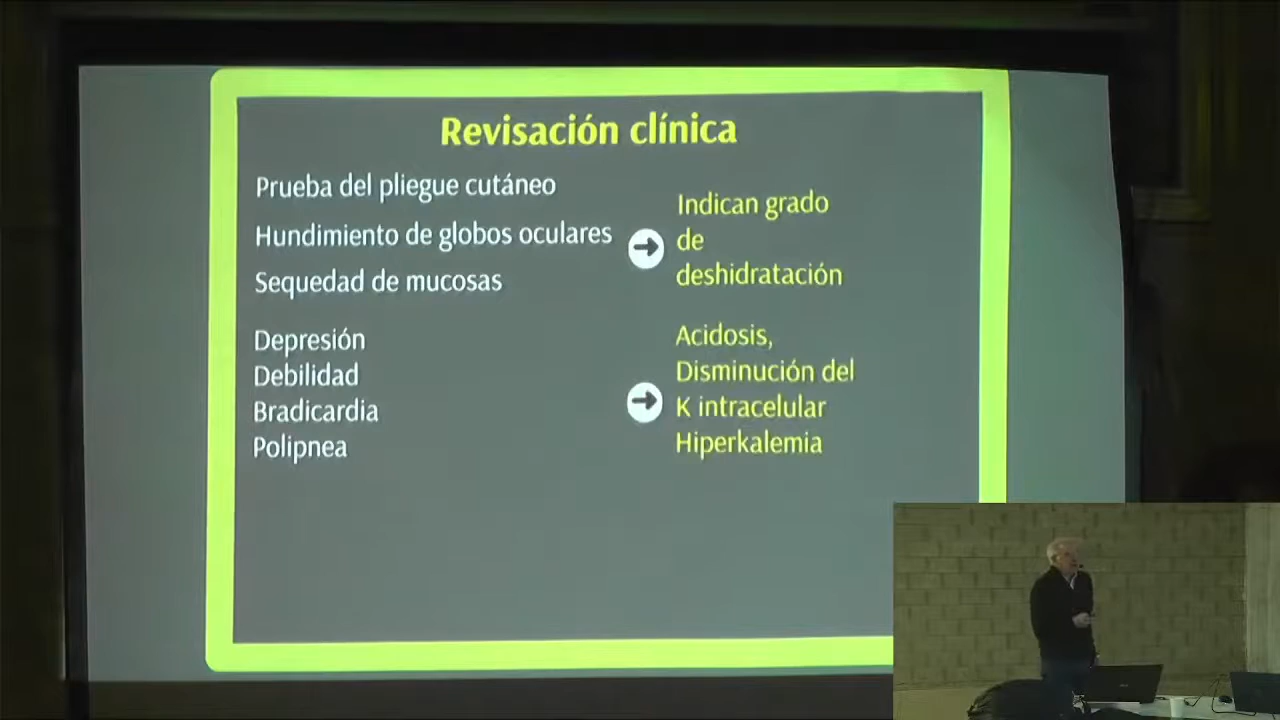 Revisación clínica
Prueba del pliegue cutáneo
Hundimiento de globos oculares
Sequedad de mucosas
Indican grado
de
deshidratación
Depresión
Debilidad
Bradicardia
Polipnea
Acidosis,
Disminución del
K intracelular
Hiperkalemia